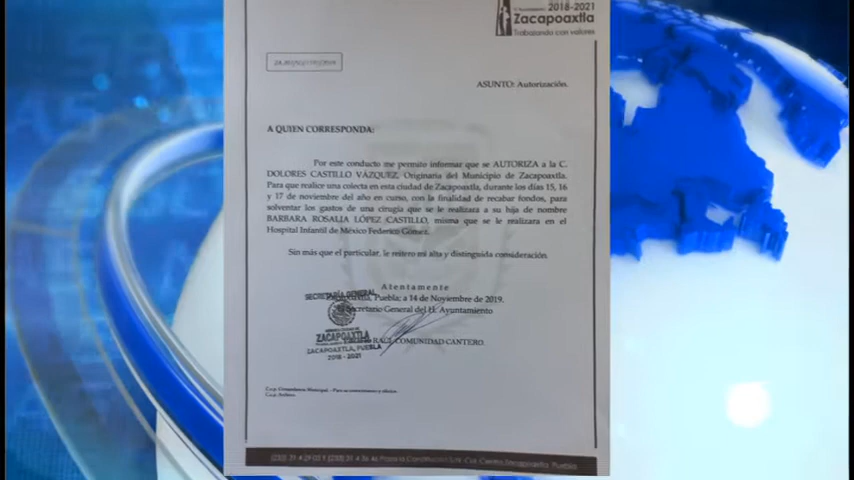 H. Ayuntamiento 2018-2021
Zacapoaxtla
Trabajando con valores
ASUNTO: Autorización.
A QUIEN CORRESPONDA:
Por este conducto me permito informar que se AUTORIZA a la C.
DOLORES CASTILLO VÁZQUEZ, Originaria del Municipio de Zacapoaxtla.
Para que realice una colecta en esta ciudad de Zacapoaxtla, durante los días 15, 16
y 17 de noviembre del año en curso, con la finalidad de recabar fondos, para
solventar los gastos de una cirugía que se le realizara a su hija de nombre
BARBARA ROSALIA LÓPEZ CASTILLO, misma que se le realizara en el
Hospital Infantil de México Federico Gómez.
Sin más que el particular, le reitero mi alta y distinguida consideración.
Atentamente
SECRETARÍA GENERAL
Zacapoaxtla, Puebla; a 14 de Noviembre de 2019.
Secretario General del H. Ayuntamiento
ZACAPOAXTLA
RAÚL COMUNIDAD CANTERO.
ZACAPOAXTLA, PUEBLA
2018 - 2021